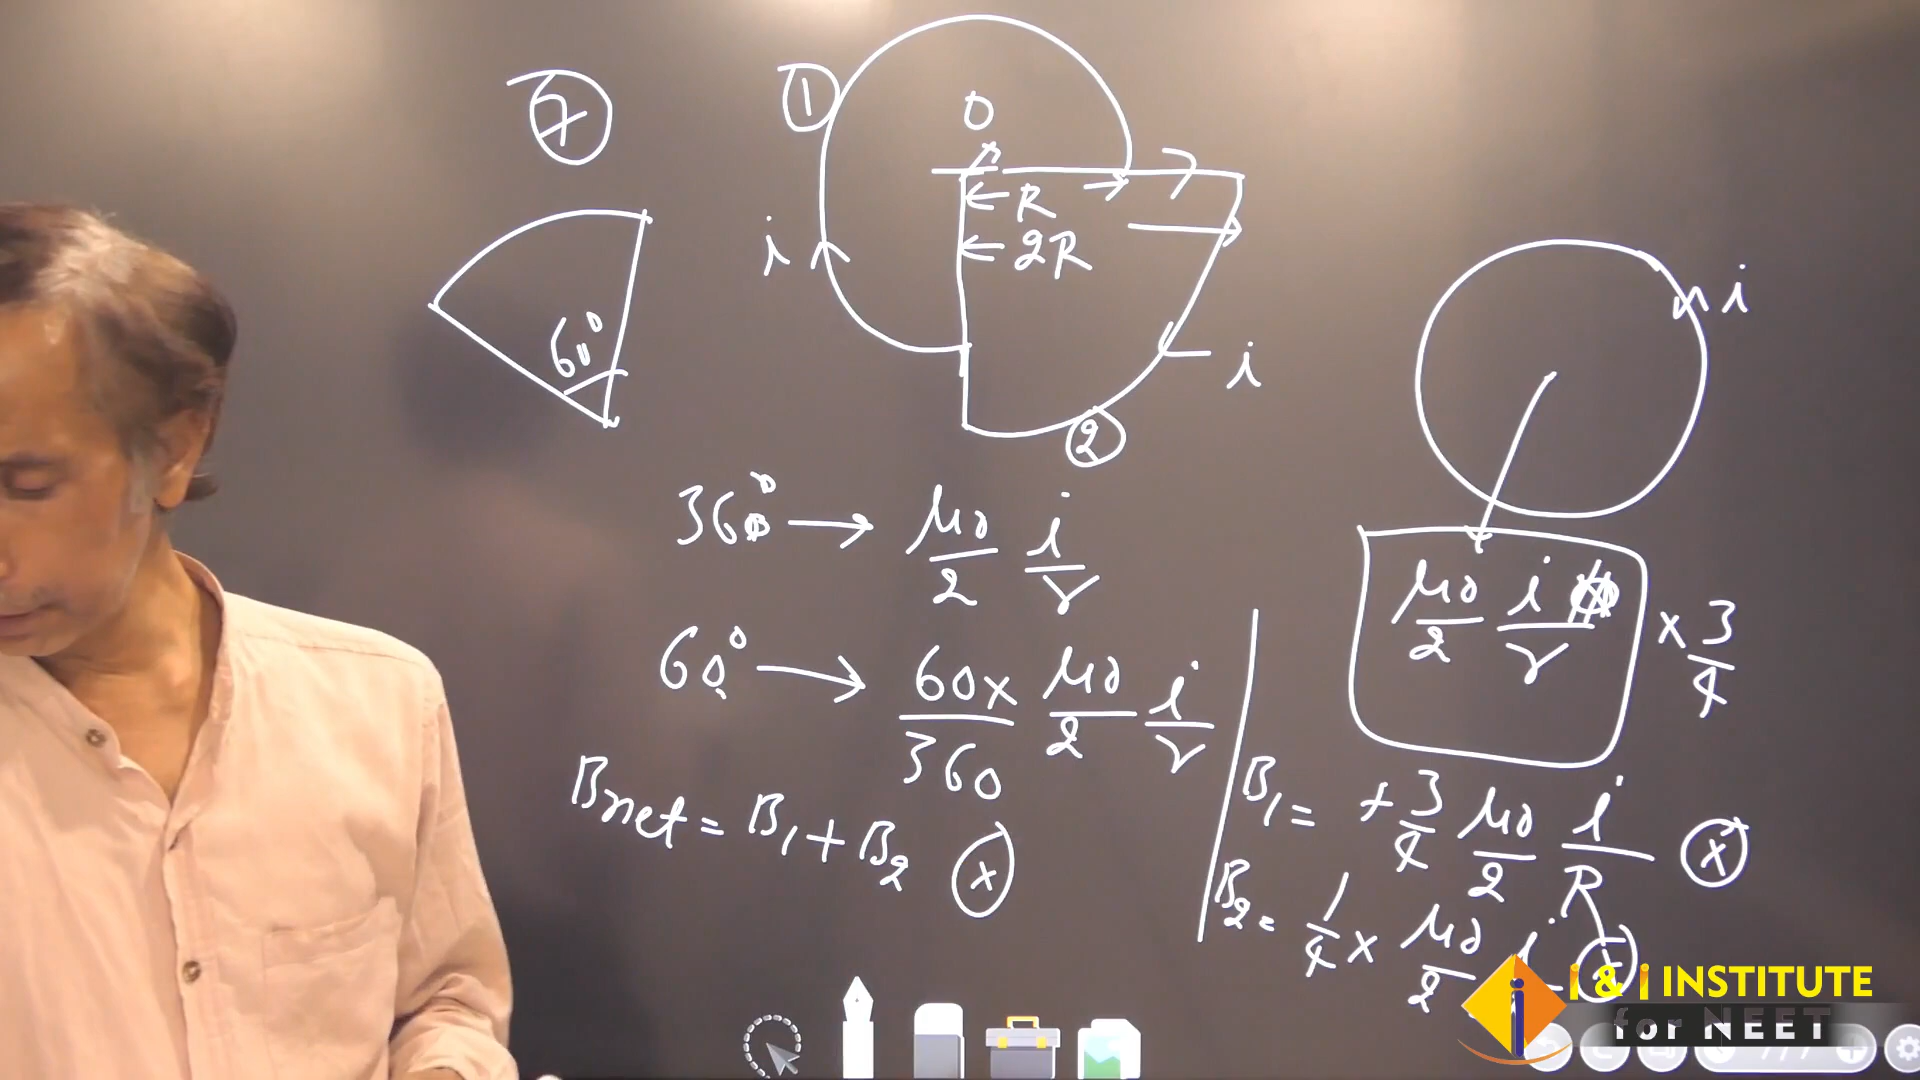 7
1
O
R
2R
i
i
2
60°
i
360° → μ0/2 i/r
60° → 60/360 × μ0/2 i/r
Bnet = B1 + B2 ⊗
μ0/2 i/r × 3/4
B1 = + 3/4 μ0/2 i/R ⊗
B2 = 1/4 × μ0/2 i
i & i INSTITUTE
for NEET